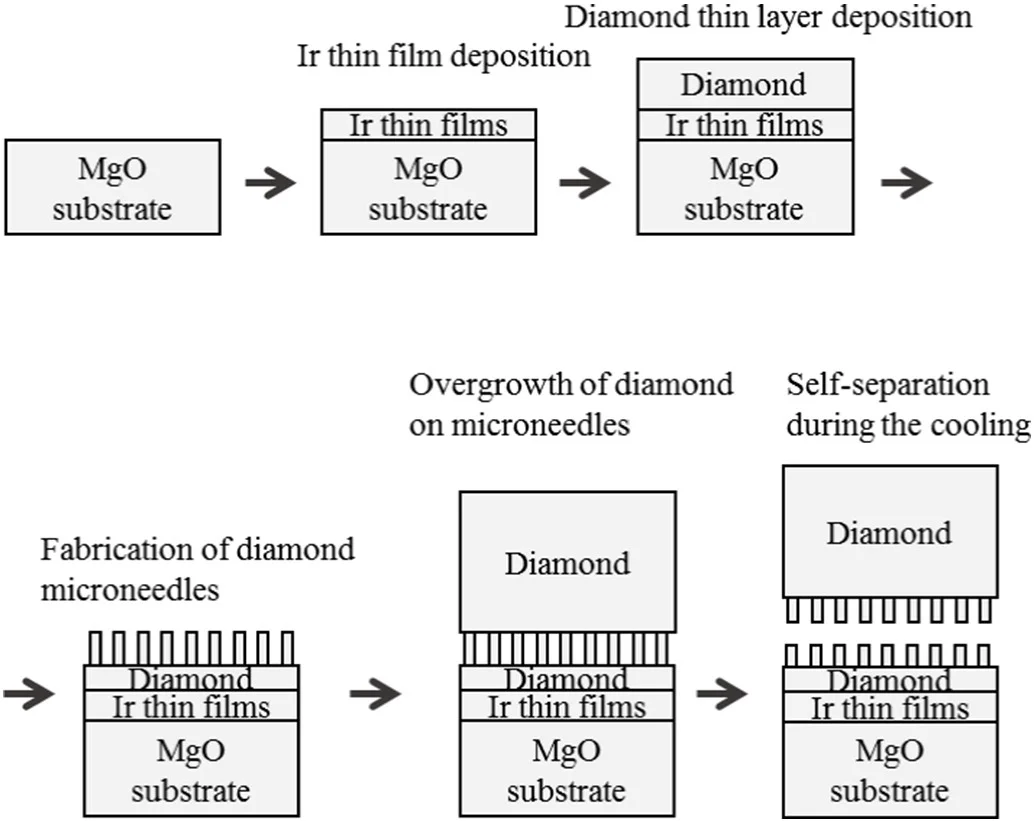 Diamond thin layer deposition
Ir thin film deposition
Diamond
Ir thin films
Ir thin films
MgO
substrate
MgO
substrate
MgO
substrate
Overgrowth of diamond
on microneedles
Self-separation
during the cooling
Fabrication of diamond
microneedles
Diamond
Diamond
Diamond
Ir thin films
MgO
substrate
Diamond
Ir thin films
MgO
substrate
Diamond
Ir thin films
MgO
substrate